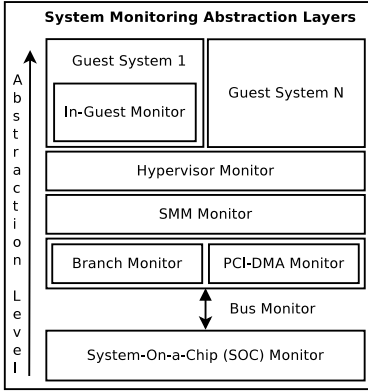 System Monitoring Abstraction Layers
Abstraction Level
Guest System 1
In-Guest Monitor
Guest System N
Hypervisor Monitor
SMM Monitor
Branch Monitor
PCI-DMA Monitor
Bus Monitor
System-On-a-Chip (SOC) Monitor